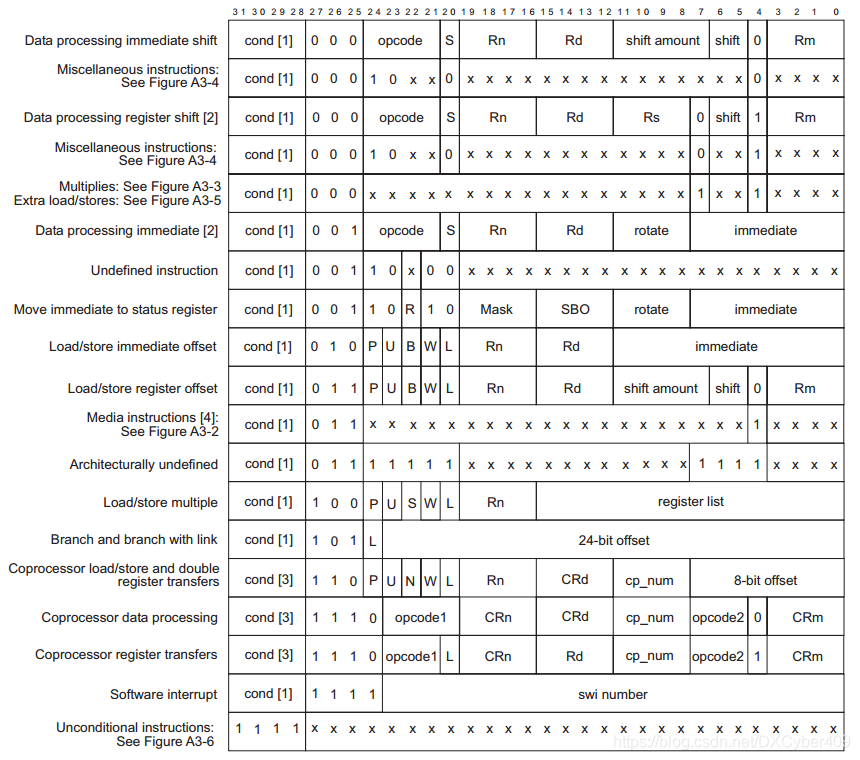 31 30 29 28 27 26 25 24 23 22 21 20 19 18 17 16 15 14 13 12 11 10 9 8 7 6 5 4 3 2 1 0
Data processing immediate shift cond [1] 0 0 0 opcode S Rn Rd shift amount shift 0 Rm
Miscellaneous instructions:
See Figure A3-4 cond [1] 0 0 0 1 0 x x 0 x x x x x x x x x x x x x x x 0 x x x x
Data processing register shift [2] cond [1] 0 0 0 opcode S Rn Rd Rs 0 shift 1 Rm
Miscellaneous instructions:
See Figure A3-4 cond [1] 0 0 0 1 0 x x 0 x x x x x x x x x x x x 0 x x 1 x x x x
Multiplies: See Figure A3-3
Extra load/stores: See Figure A3-5 cond [1] 0 0 0 x x x x x x x x x x x x x x x x x 1 x x 1 x x x x
Data processing immediate [2] cond [1] 0 0 1 opcode S Rn Rd rotate immediate
Undefined instruction cond [1] 0 0 1 1 0 x 0 0 x x x x x x x x x x x x x x x x x x x x
Move immediate to status register cond [1] 0 0 1 1 0 R 1 0 Mask SBO rotate immediate
Load/store immediate offset cond [1] 0 1 0 P U B W L Rn Rd immediate
Load/store register offset cond [1] 0 1 1 P U B W L Rn Rd shift amount shift 0 Rm
Media instructions [4]:
See Figure A3-2 cond [1] 0 1 1 x x x x x x x x x x x x x x x x x x x x 1 x x x x
Architecturally undefined cond [1] 0 1 1 1 1 1 1 1 x x x x x x x x x x x x 1 1 1 1 x x x x
Load/store multiple cond [1] 1 0 0 P U S W L Rn register list
Branch and branch with link cond [1] 1 0 1 L 24-bit offset
Coprocessor load/store and double
register transfers cond [3] 1 1 0 P U N W L Rn CRd cp_num 8-bit offset
Coprocessor data processing cond [3] 1 1 1 0 opcode1 CRn CRd cp_num opcode2 0 CRm
Coprocessor register transfers cond [3] 1 1 1 0 opcode1 L CRn Rd cp_num opcode2 1 CRm
Software interrupt cond [1] 1 1 1 1 swi number
Unconditional instructions:
See Figure A3-6 1 1 1 1 x x x x x x x x x x x x x x x x x x x x x x x x x x x x
https://blog.csdn.net/DXCyber409